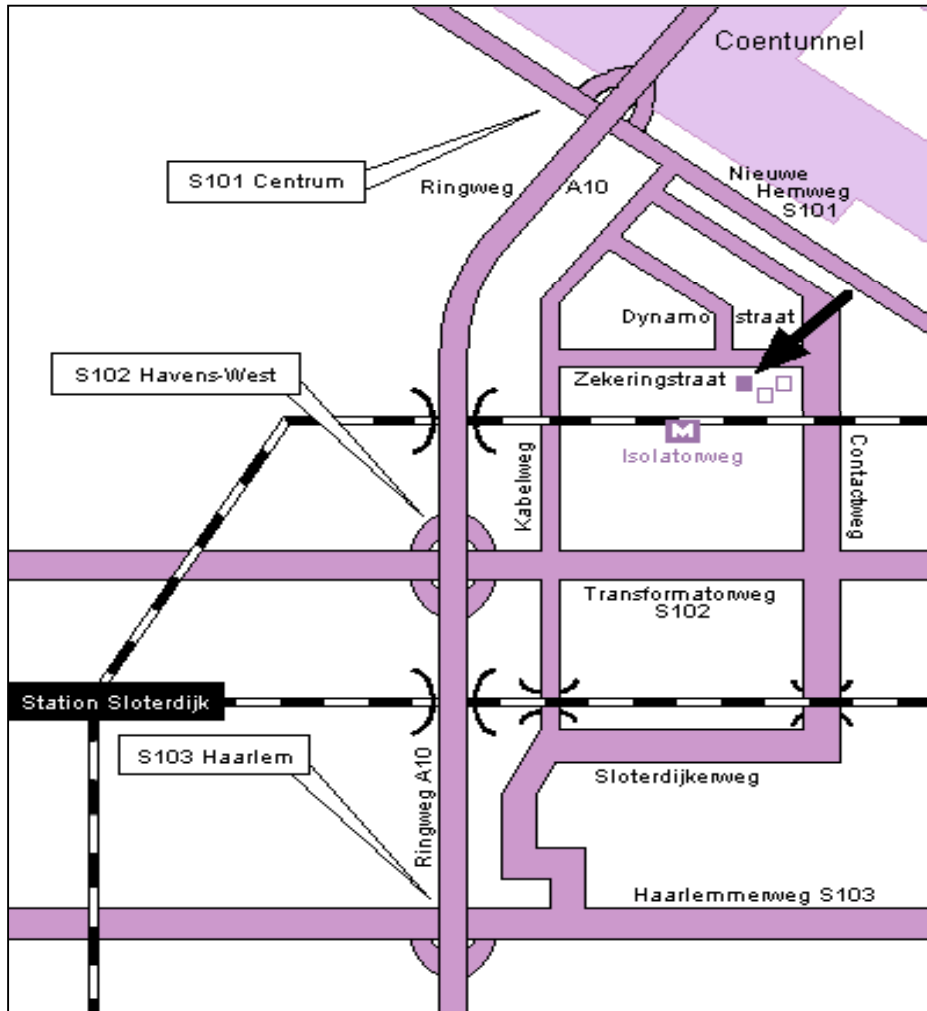 Coentunnel
S101 Centrum
Ringweg A10
Nieuwe
Hemweg
S101
Dynamo straat
S102 Havens-West
Zekeringstraat
M
Isolatorweg
Kabelweg
Contactweg
Transformatorweg
S102
Station Sloterdijk
S103 Haarlem
Ringweg A10
Sloterdijkerweg
Haarlemmerweg S103